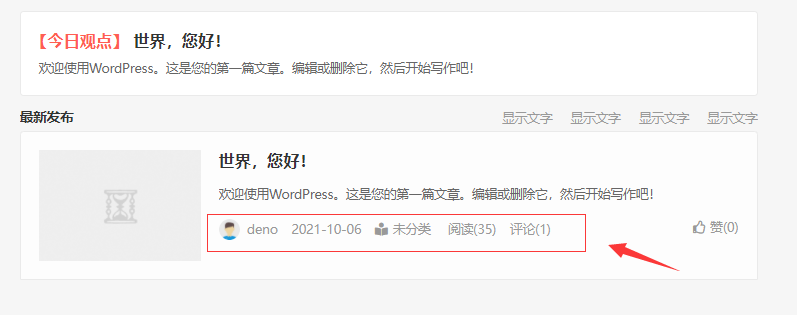 【今日观点】 世界，您好！
欢迎使用WordPress。这是您的第一篇文章。编辑或删除它，然后开始写作吧！
最新发布 显示文字 显示文字 显示文字 显示文字
世界，您好！
欢迎使用WordPress。这是您的第一篇文章。编辑或删除它，然后开始写作吧！
deno 2021-10-06 未分类 阅读(35) 评论(1) 赞(0)